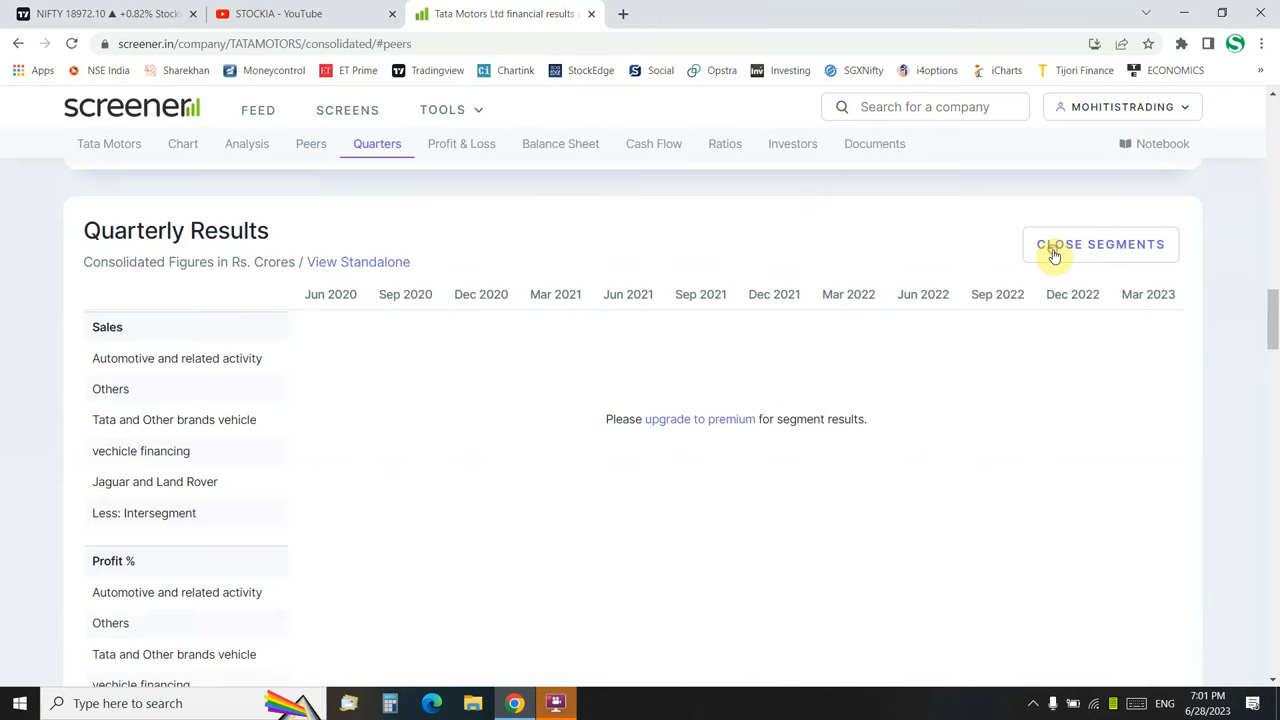 NIFTY 18972.10 ▲ +0.82% Stock
STOCKIA - YouTube
Tata Motors Ltd financial results a
screener.in/company/TATAMOTORS/consolidated/#peers
Apps NSE India Sharekhan Moneycontrol ET Prime Tradingview Chartink StockEdge Social Opstra Investing SGXNifty i4options iCharts Tijori Finance ECONOMICS »
screener FEED SCREENS TOOLS Search for a company MOHITISTRADING
Tata Motors Chart Analysis Peers Quarters Profit & Loss Balance Sheet Cash Flow Ratios Investors Documents Notebook
Quarterly Results
CLOSE SEGMENTS
Consolidated Figures in Rs. Crores / View Standalone
Jun 2020 Sep 2020 Dec 2020 Mar 2021 Jun 2021 Sep 2021 Dec 2021 Mar 2022 Jun 2022 Sep 2022 Dec 2022 Mar 2023
Sales
Automotive and related activity
Others
Tata and Other brands vehicle
Please upgrade to premium for segment results.
vechicle financing
Jaguar and Land Rover
Less: Intersegment
Profit %
Automotive and related activity
Others
Tata and Other brands vehicle
vechicle financing
Type here to search
ENG
7:01 PM
6/28/2023